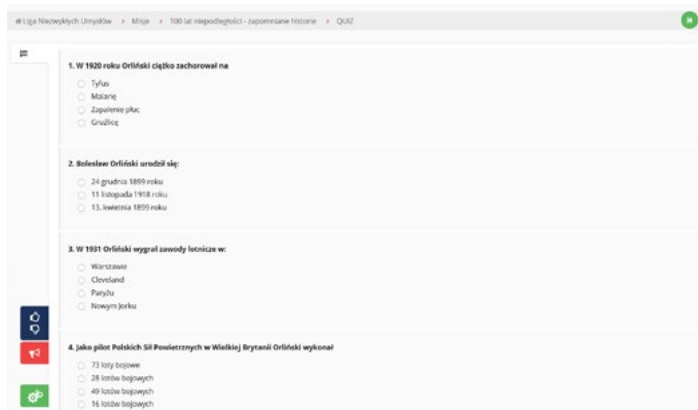 Liga Niezwykłych Umysłów > Misje > 100 lat niepodległości - zapomniane historie > QUIZ
1. W 1920 roku Orliński ciężko zachorował na
Tyfus
Malarię
Zapalenie płuc
Gruźlicę
2. Bolesław Orliński urodził się:
24 grudnia 1899 roku
11 listopada 1918 roku
13. kwietnia 1899 roku
3. W 1931 Orliński wygrał zawody lotnicze w:
Warszawie
Cleveland
Paryżu
Nowym Jorku
4. Jako pilot Polskich Sił Powietrznych w Wielkiej Brytanii Orliński wykonał
73 loty bojowe
28 lotów bojowych
49 lotów bojowych
16 lotów bojowych